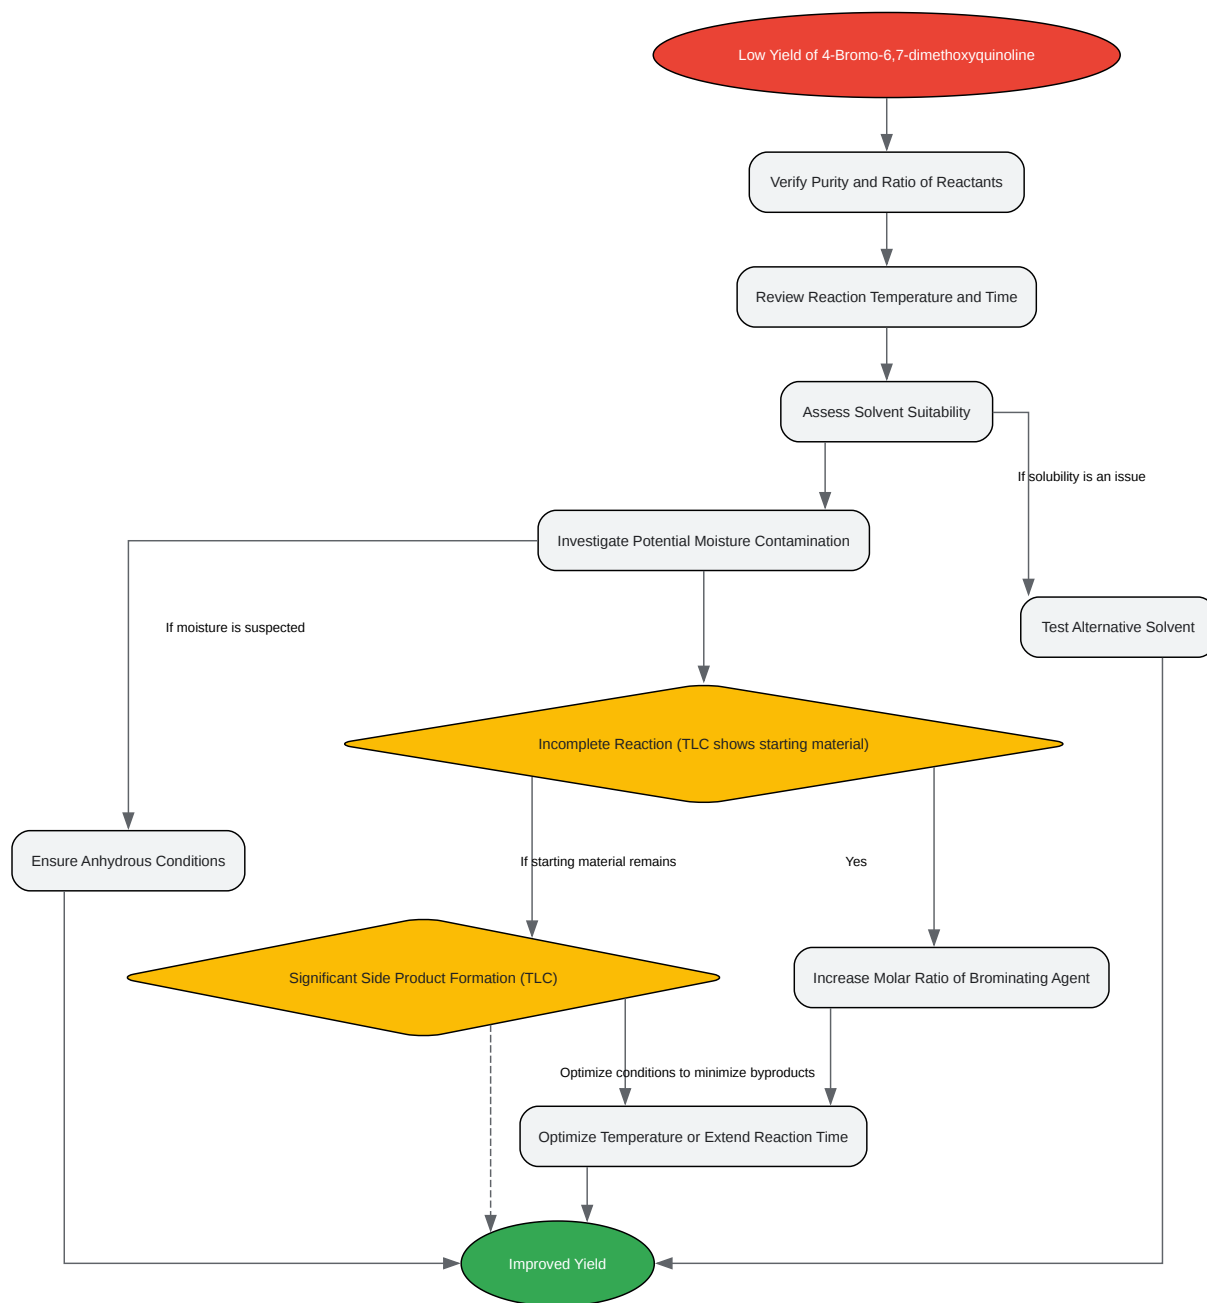 Low Yield of 4-Bromo-6,7-dimethoxyquinoline
Verify Purity and Ratio of Reactants
Review Reaction Temperature and Time
Assess Solvent Suitability
If solubility is an issue
Investigate Potential Moisture Contamination
If moisture is suspected
Test Alternative Solvent
Incomplete Reaction (TLC shows starting material)
Ensure Anhydrous Conditions
If starting material remains
Yes
Significant Side Product Formation (TLC)
Increase Molar Ratio of Brominating Agent
Optimize conditions to minimize byproducts
Optimize Temperature or Extend Reaction Time
Improved Yield